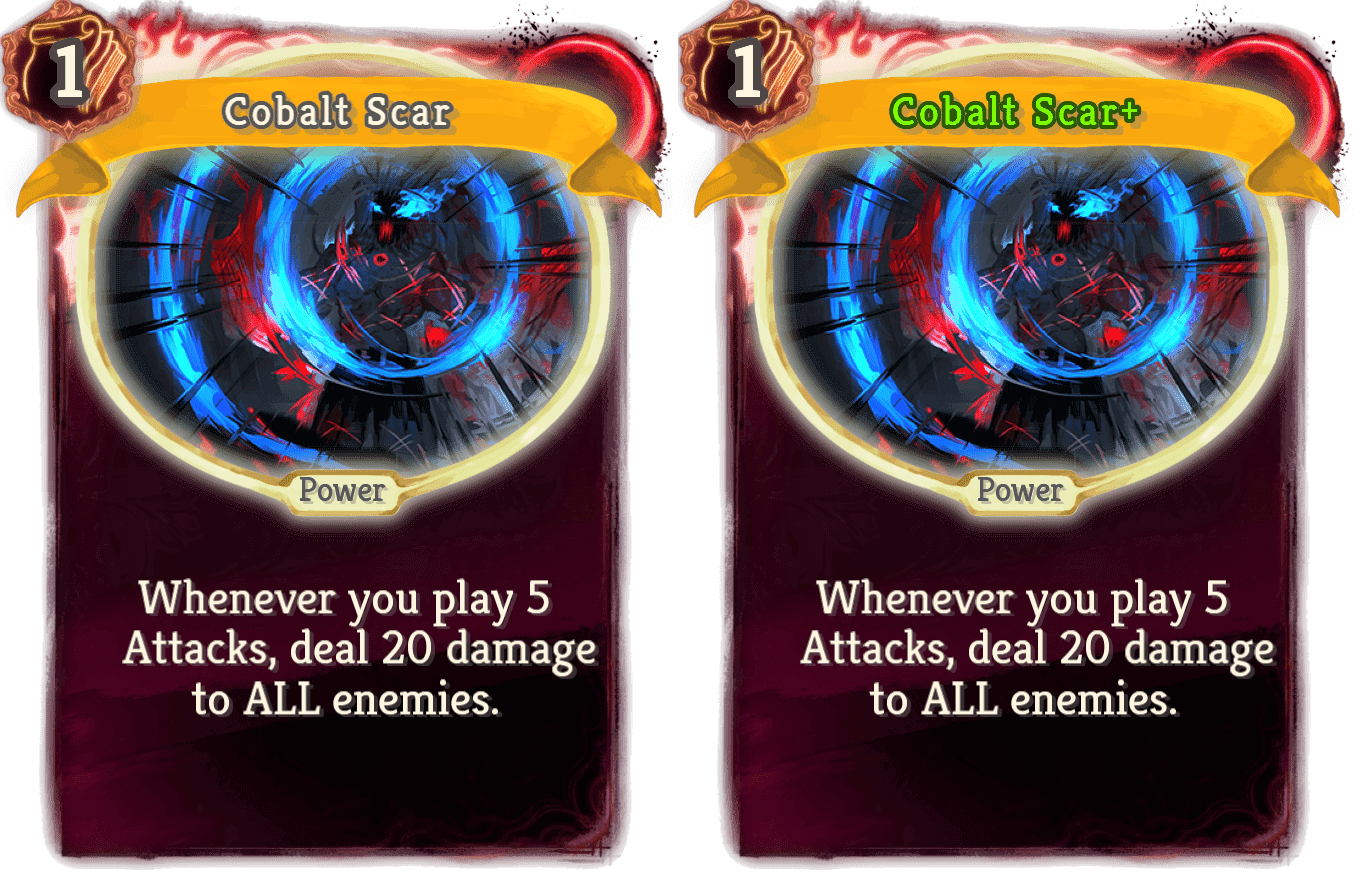 1
Cobalt Scar
Power
Whenever you play 5
Attacks, deal 20 damage
to ALL enemies.
1
Cobalt Scar+
Power
Whenever you play 5
Attacks, deal 20 damage
to ALL enemies.